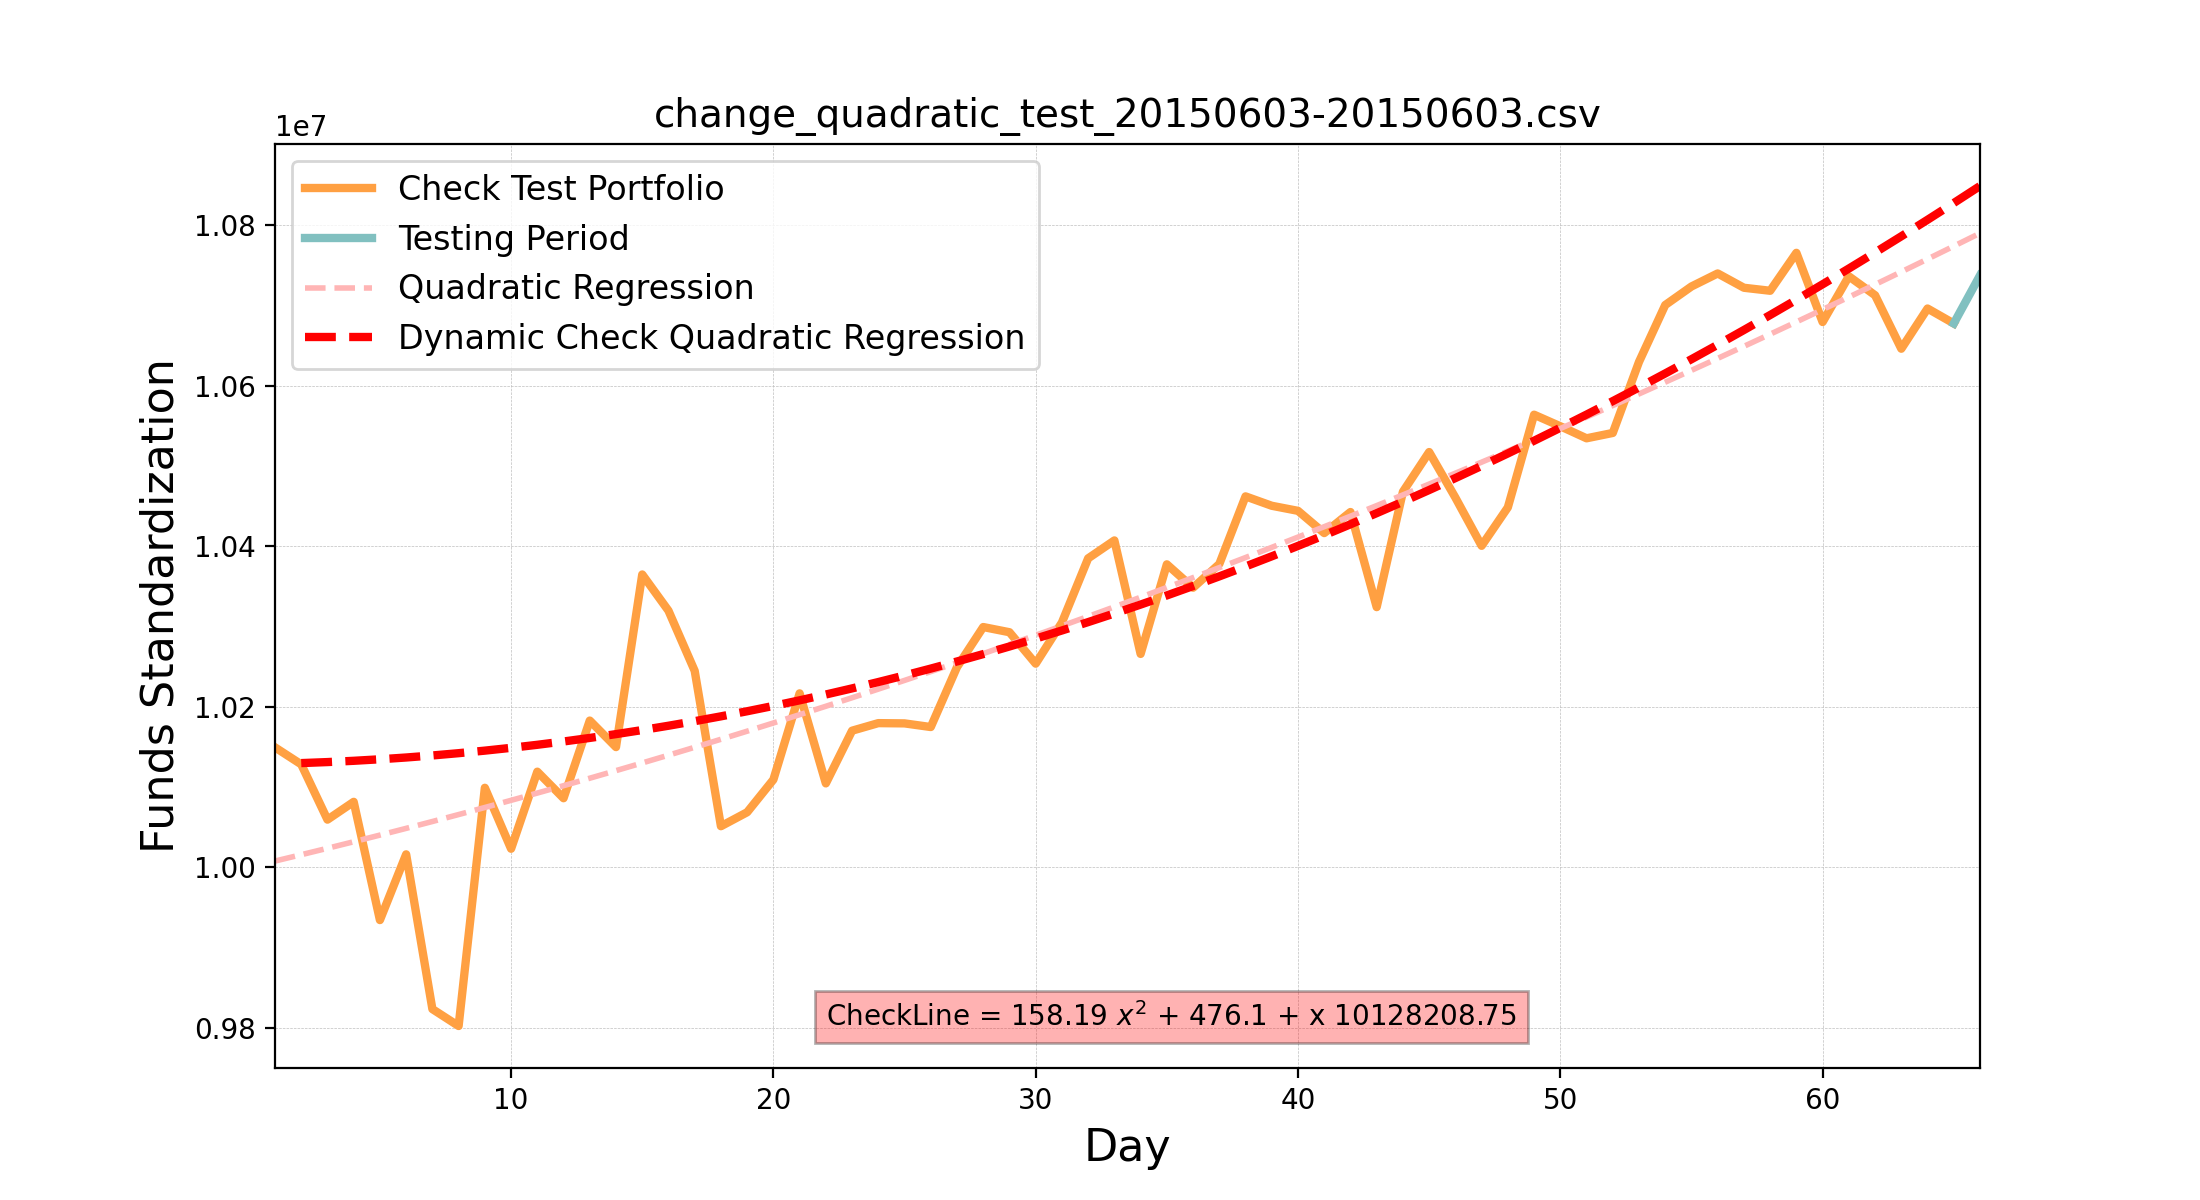 change_quadratic_test_20150603-20150603.csv
1e7
Check Test Portfolio
Testing Period
Quadratic Regression
Dynamic Check Quadratic Regression
1.08
1.06
1.04
1.02
1.00
0.98
Funds Standardization
CheckLine = 158.19 x² + 476.1 + x 10128208.75
10 20 30 40 50 60
Day